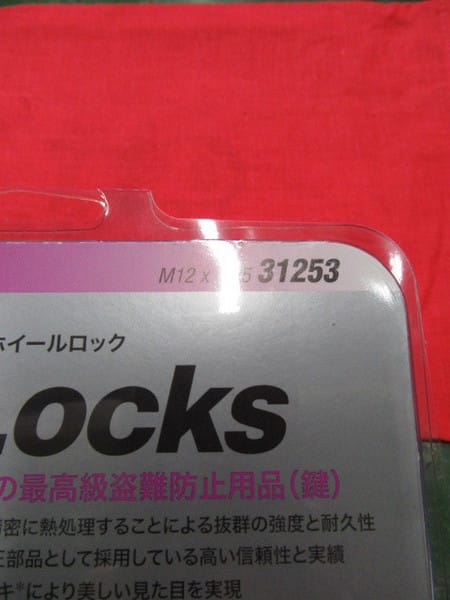 M12 x 31253
ホイールロック
Locks
の最高級盗難防止用品(鍵)
密に熱処理することによる抜群の強度と耐久性
正部品として採用している高い信頼性と実績
キ*により美しい見た目を実現